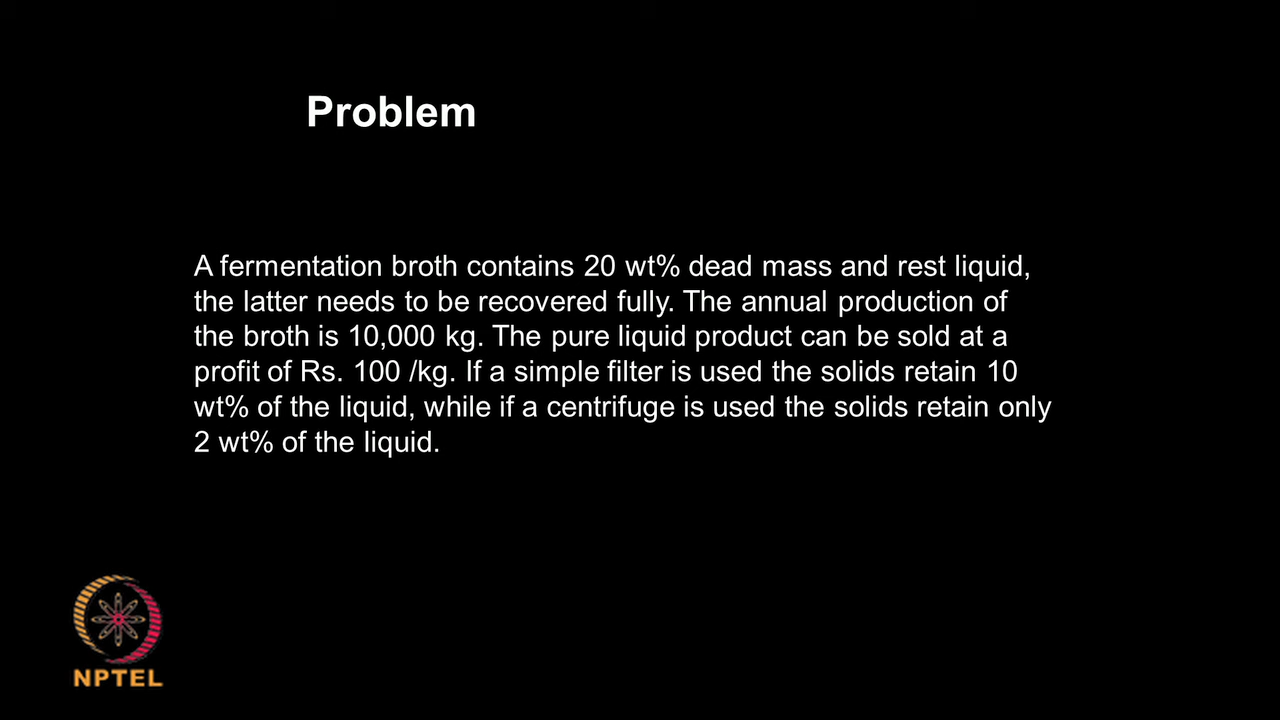 Problem
A fermentation broth contains 20 wt% dead mass and rest liquid,
the latter needs to be recovered fully. The annual production of
the broth is 10,000 kg. The pure liquid product can be sold at a
profit of Rs. 100 /kg. If a simple filter is used the solids retain 10
wt% of the liquid, while if a centrifuge is used the solids retain only
2 wt% of the liquid.
NPTEL